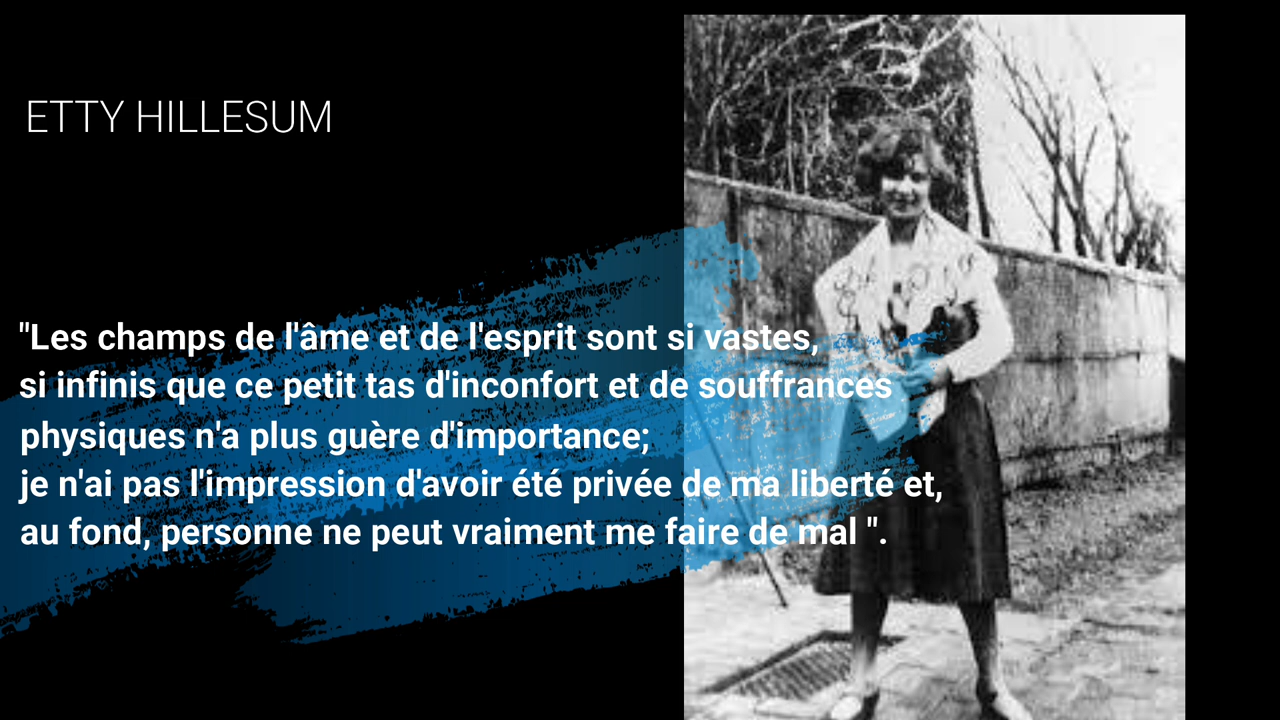 ETTY HILLESUM
"Les champs de l'âme et de l'esprit sont si vastes,
si infinis que ce petit tas d'inconfort et de souffrances
physiques n'a plus guère d'importance;
je n'ai pas l'impression d'avoir été privée de ma liberté et,
au fond, personne ne peut vraiment me faire de mal ".